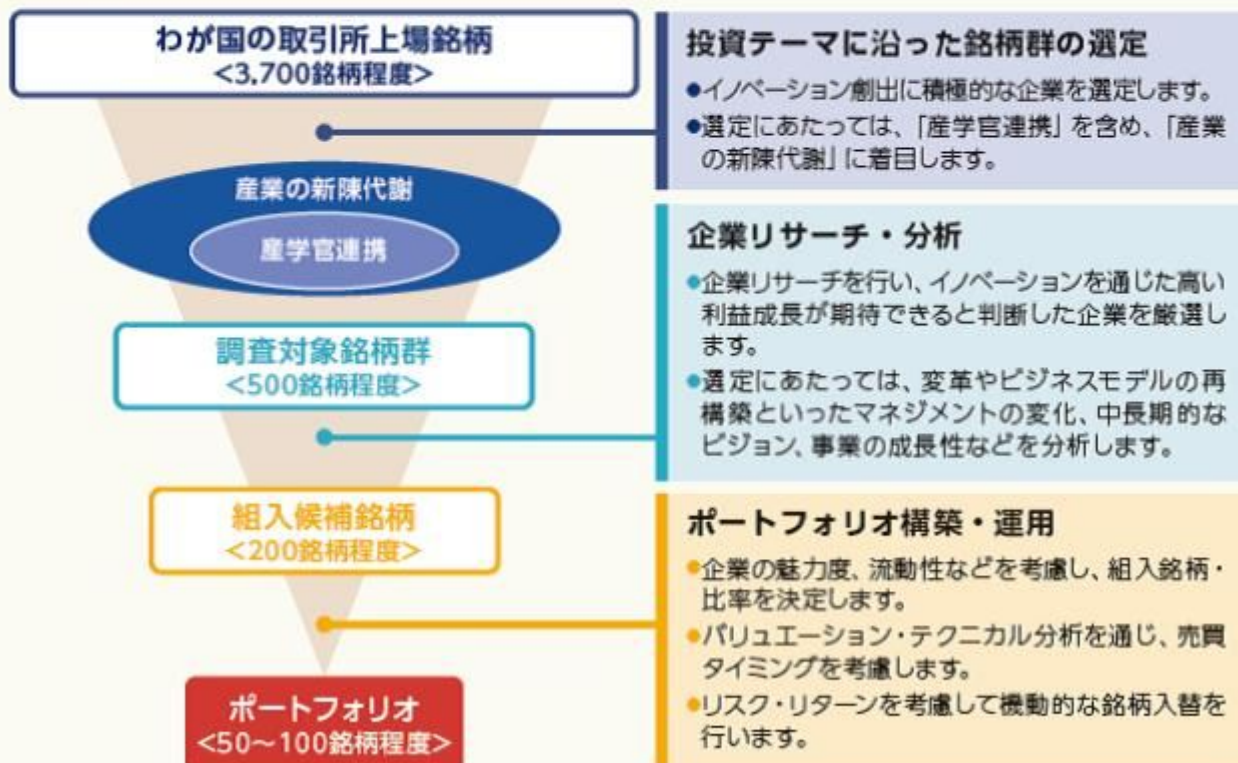 わが国の取引所上場銘柄
<3,700銘柄程度>
産業の新陳代謝
産学官連携
調査対象銘柄群
<500銘柄程度>
組入候補銘柄
<200銘柄程度>
ポートフォリオ
<50～100銘柄程度>
投資テーマに沿った銘柄群の選定
●イノベーション創出に積極的な企業を選定します。
●選定にあたっては、「産学官連携」を含め、「産業
の新陳代謝」に着目します。
企業リサーチ・分析
●企業リサーチを行い、イノベーションを通じた高い
利益成長が期待できると判断した企業を厳選し
ます。
●選定にあたっては、変革やビジネスモデルの再
構築といったマネジメントの変化、中長期的な
ビジョン、事業の成長性などを分析します。
ポートフォリオ構築・運用
●企業の魅力度、流動性などを考慮し、組入銘柄・
比率を決定します。
●バリュエーション・テクニカル分析を通じ、売買
タイミングを考慮します。
●リスク・リターンを考慮して機動的な銘柄入替を
行います。